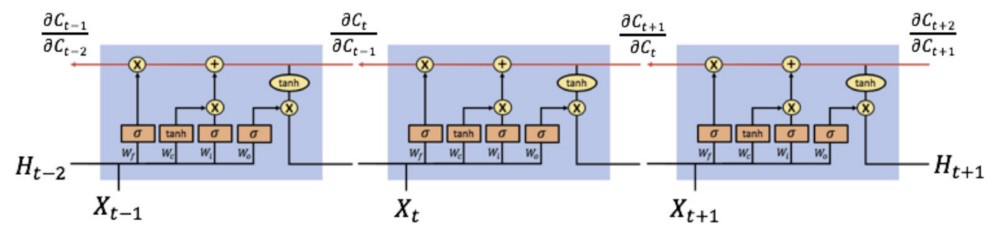 ∂C_{t-1}/∂C_{t-2} ∂C_t/∂C_{t-1} ∂C_{t+1}/∂C_t ∂C_{t+2}/∂C_{t+1}
X + X + X +
tanh tanh tanh
X X X X X X
σ tanh σ σ σ tanh σ σ σ tanh σ σ
W_f W_c W_i W_o W_f W_c W_i W_o W_f W_c W_i W_o
H_{t-2} H_{t+1}
X_{t-1} X_t X_{t+1}